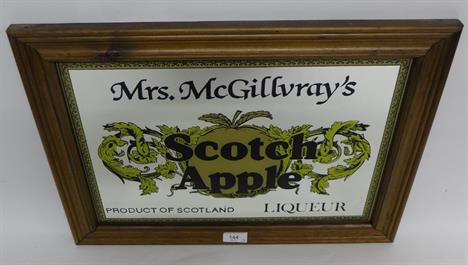 Mrs. McGillvray's
Scotch
Apple
PRODUCT OF SCOTLAND LIQUEUR
144